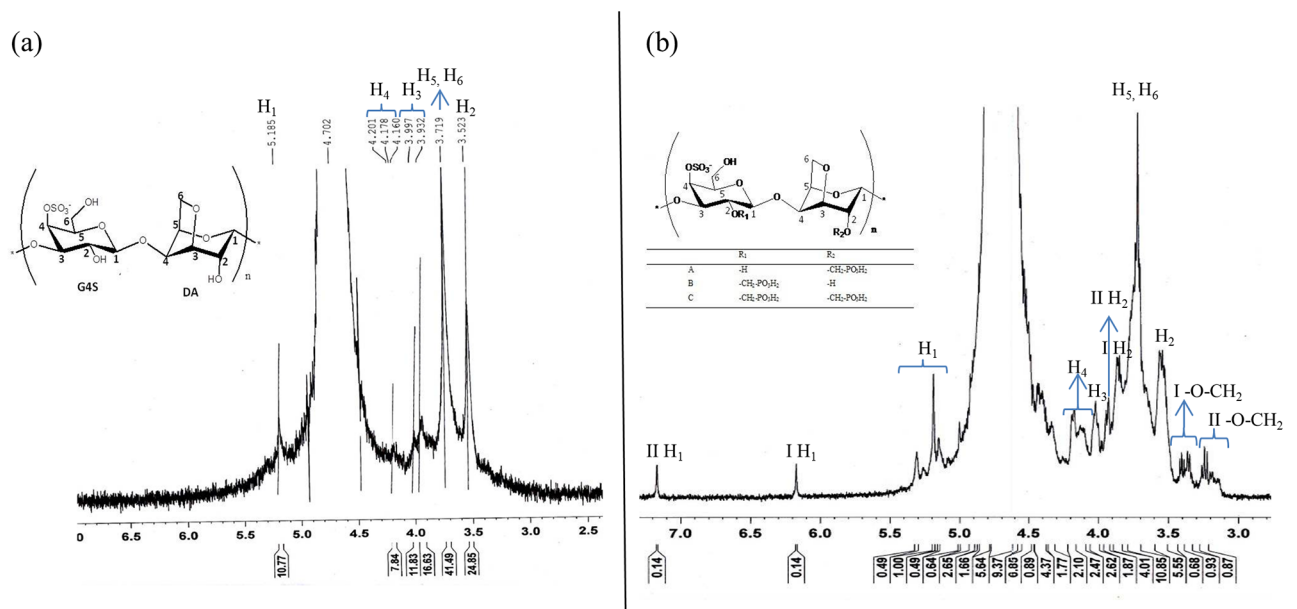 (a)
H5, H6
H4
H3
H1
H2
5.185
4.702
4.201
4.178
4.160
3.997
3.932
3.719
3.523
6
OSO3-
OH
4
6
O
5
O
5
O
1
O
2
1
O
4
3
2
3
OH
HO
n
G4S
DA
6.5
6.0
5.5
5.0
4.5
4.0
3.5
3.0
2.5
10.77
7.84
11.83
16.63
41.49
24.85
(b)
H5, H6
OSO3-
OH
6
O
4
6
5
O
5
O
1
O
3
2
1
O
4
3
2
OR1
R2O
n
R1 R2
A -H -CH2-PO3H2
B -CH2-PO3H2 -H
C -CH2-PO3H2 -CH2-PO3H2
II H2
H1
I H2
H2
H4
H3
I -O-CH2
II -O-CH2
II H1
I H1
7.0 6.5 6.0 5.5 5.0 4.5 4.0 3.5 3.0
0.14
0.14
0.49
1.00
0.49
0.64
2.65
1.66
5.64
9.37
6.85
0.89
4.37
1.77
2.10
2.47
2.62
1.87
4.01
10.85
5.55
0.68
0.93
0.87